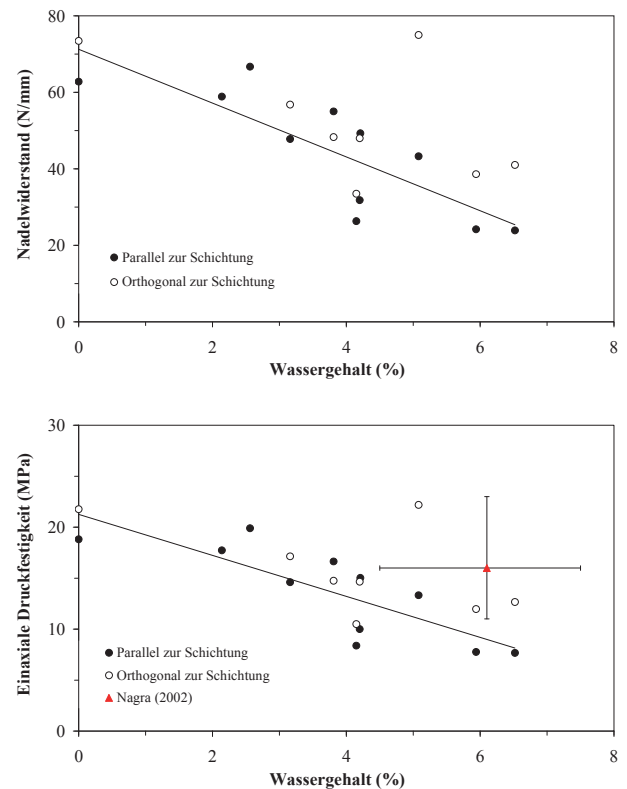 80
60
40
20
0
Nadelwiderstand (N/mm)
Parallel zur Schichtung
Orthogonal zur Schichtung
0 2 4 6 8
Wassergehalt (%)
30
20
10
0
Einaxiale Druckfestigkeit (MPa)
Parallel zur Schichtung
Orthogonal zur Schichtung
Nagra (2002)
0 2 4 6 8
Wassergehalt (%)